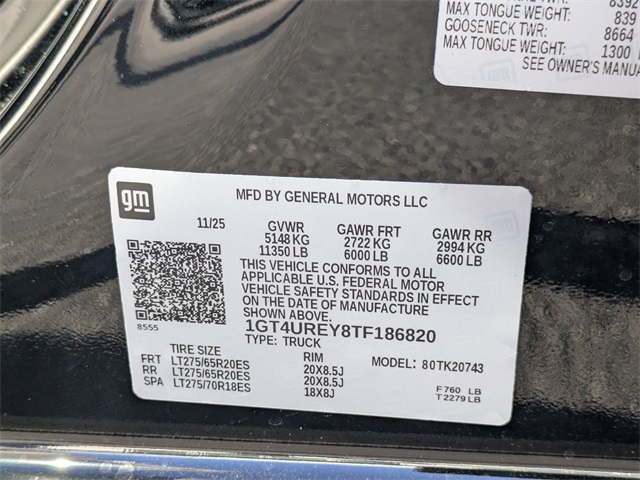 8392
MAX TONGUE WEIGHT: 839
GOOSENECK TWR: 8664
MAX TONGUE WEIGHT: 1300
SEE OWNER'S MANUA
gm
MFD BY GENERAL MOTORS LLC
11/25 GVWR GAWR FRT GAWR RR
5148 KG 2722 KG 2994 KG
11350 LB 6000 LB 6600 LB
THIS VEHICLE CONFORMS TO ALL
APPLICABLE U.S. FEDERAL MOTOR
VEHICLE SAFETY STANDARDS IN EFFECT
ON THE DATE OF MANUFACTURE
SHOWN ABOVE.
8555
1GT4UREY8TF186820
TYPE: TRUCK
TIRE SIZE RIM MODEL: 80TK20743
FRT LT275/65R20ES 20X8.5J
RR LT275/65R20ES 20X8.5J F 760 LB
SPA LT275/70R18ES 18X8J T 2279 LB